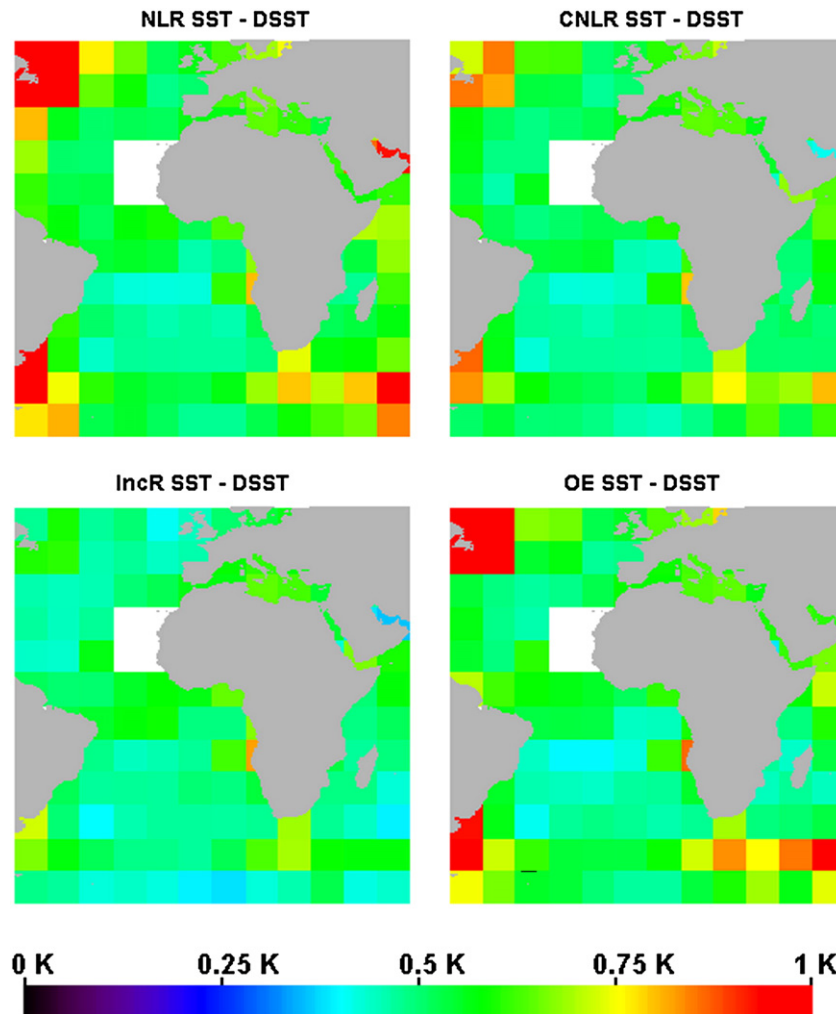 NLR SST - DSST
CNLR SST - DSST
IncR SST - DSST
OE SST - DSST
0 K 0.25 K 0.5 K 0.75 K 1 K